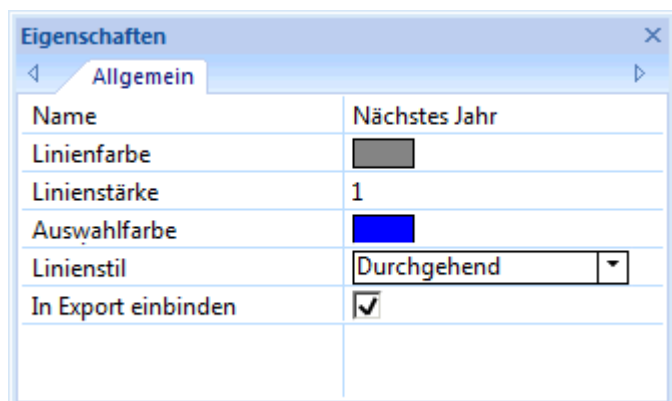 Eigenschaften
Allgemein
Name Nächstes Jahr
Linienfarbe
Linienstärke 1
Auswahlfarbe
Linienstil Durchgehend
In Export einbinden